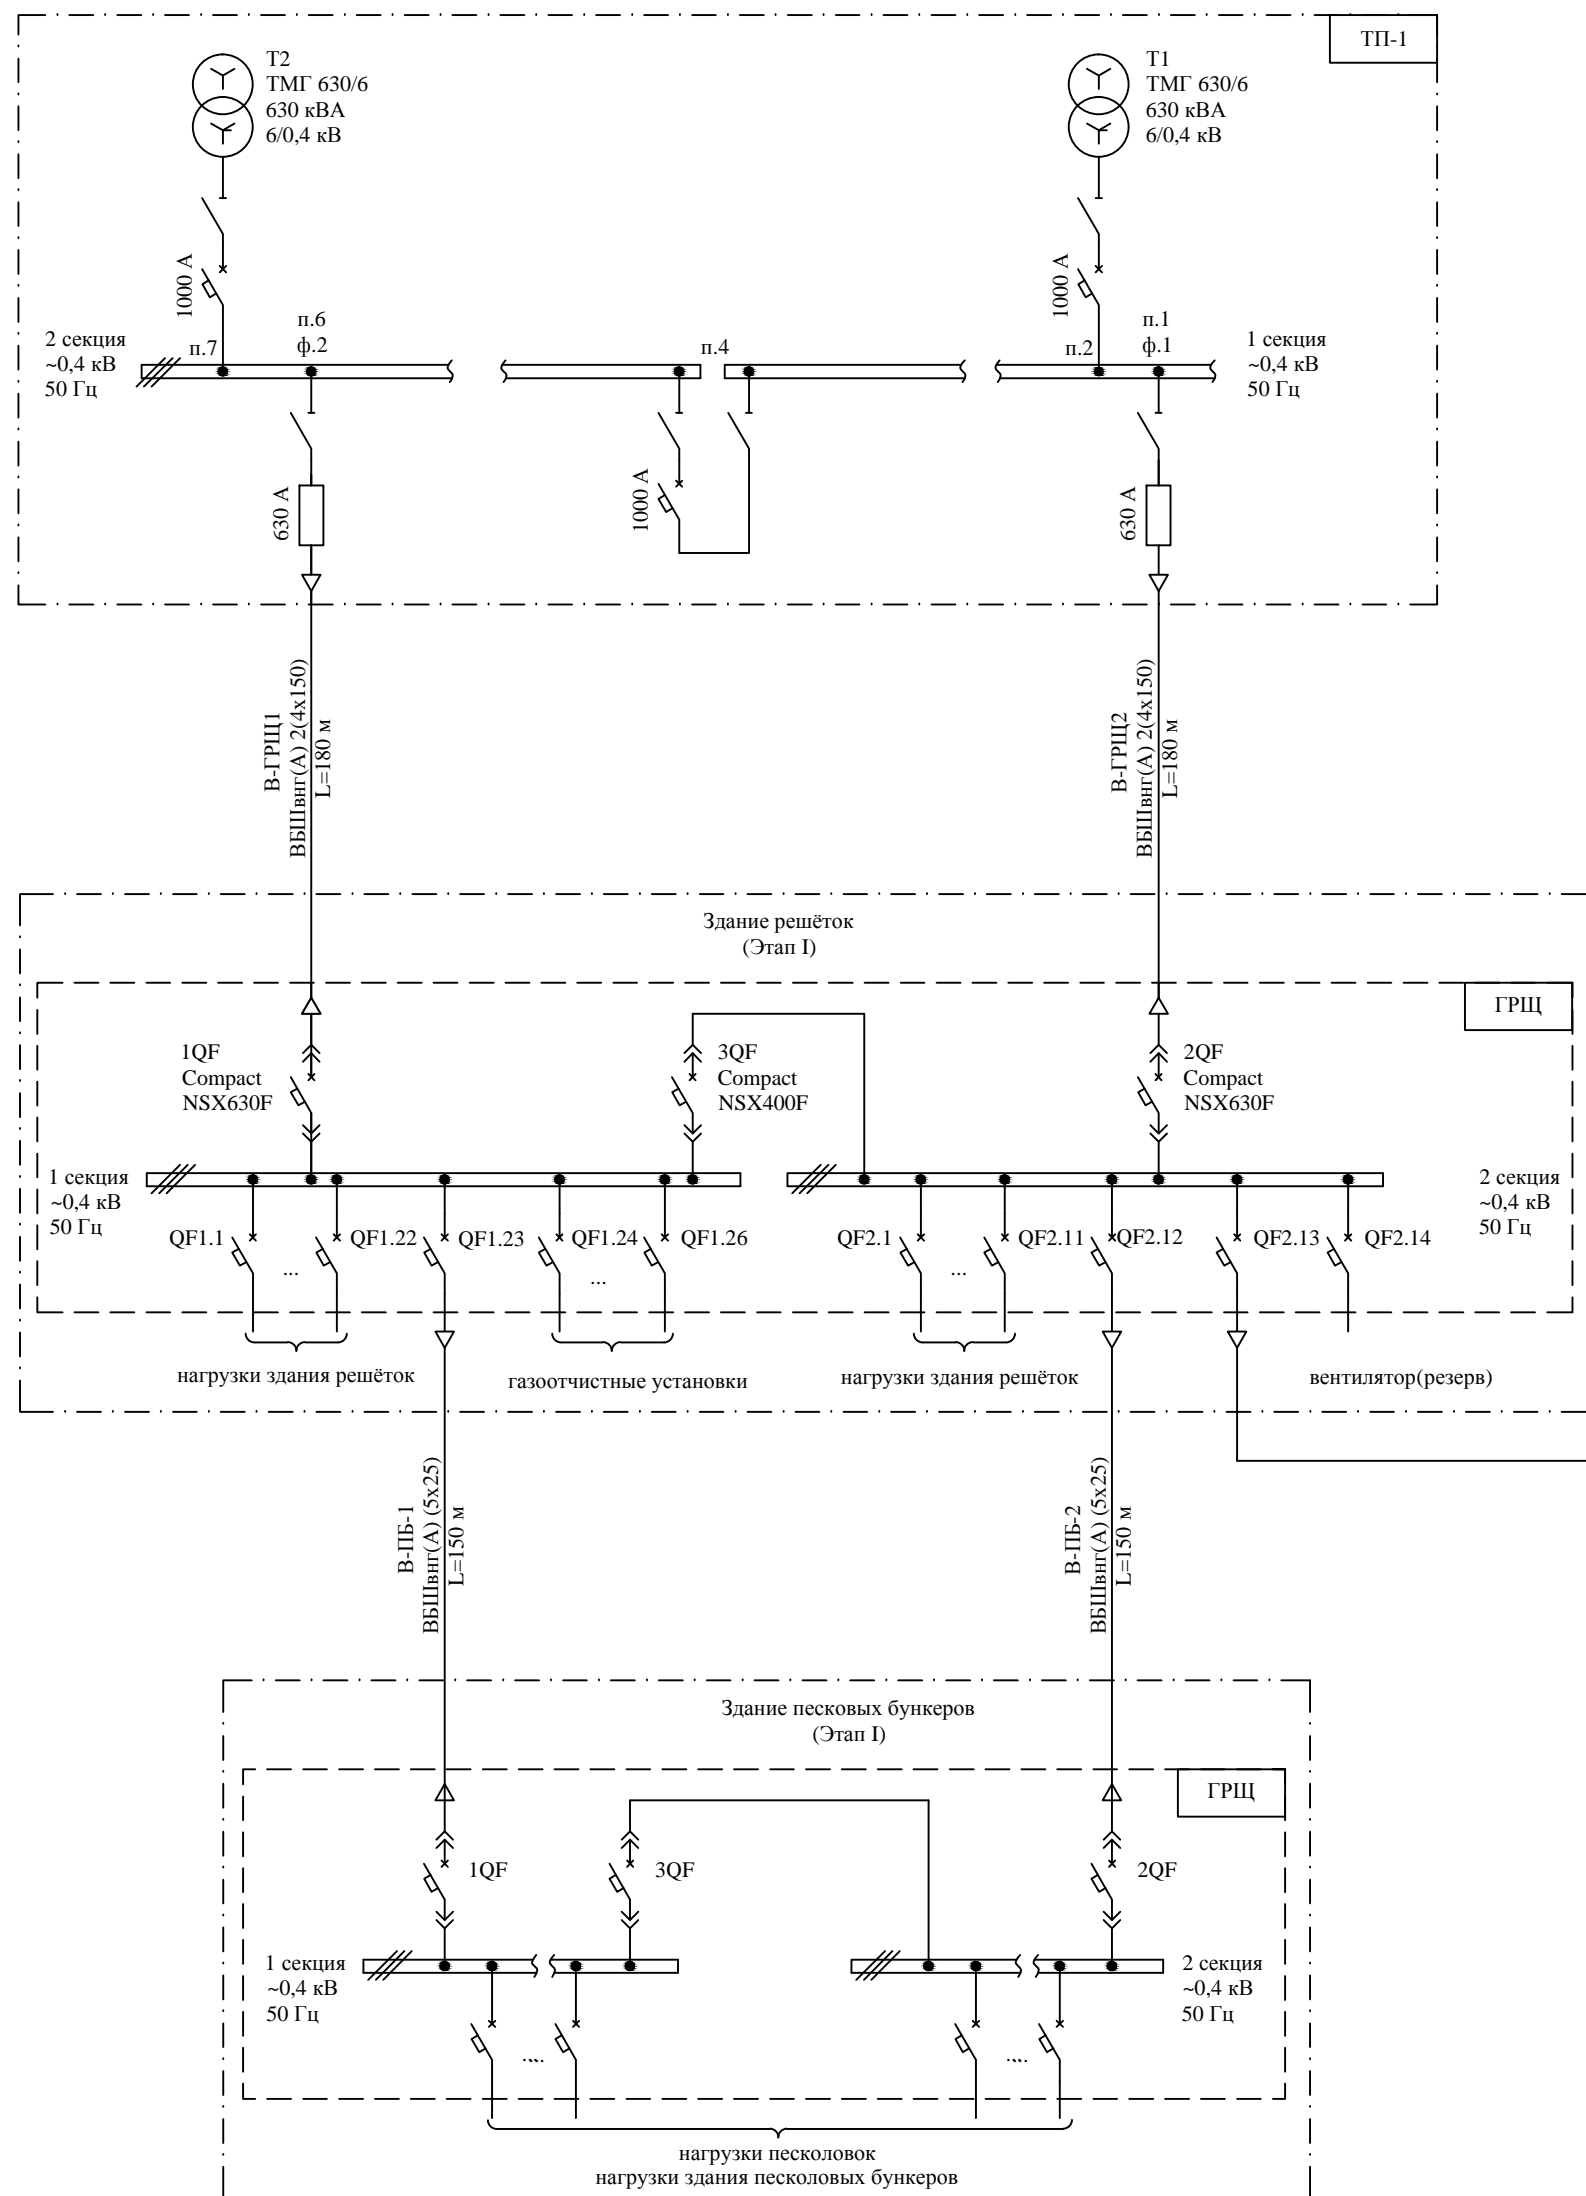 ТП-1
Т2
ТМГ 630/6
630 кВА
6/0,4 кВ
Т1
ТМГ 630/6
630 кВА
6/0,4 кВ
1000 А
1000 А
2 секция
~0,4 кВ
50 Гц
п.7
п.6
ф.2
п.4
п.2
п.1
ф.1
1 секция
~0,4 кВ
50 Гц
630 А
1000 А
630 А
В-ГРЩ1
ВБШвнг(А) 2(4х150)
L=180 м
В-ГРЩ2
ВБШвнг(А) 2(4х150)
L=180 м
Здание решёток
(Этап I)
ГРЩ
1QF
Compact
NSX630F
3QF
Compact
NSX400F
2QF
Compact
NSX630F
1 секция
~0,4 кВ
50 Гц
2 секция
~0,4 кВ
50 Гц
QF1.1
...
QF1.22
QF1.23
QF1.24
...
QF1.26
QF2.1
...
QF2.11
QF2.12
QF2.13
QF2.14
нагрузки здания решёток
газоотчистные установки
нагрузки здания решёток
вентилятор(резерв)
В-ПБ-1
ВБШвнг(А) (5х25)
L=150 м
В-ПБ-2
ВБШвнг(А) (5х25)
L=150 м
Здание песковых бункеров
(Этап I)
ГРЩ
1QF
3QF
2QF
1 секция
~0,4 кВ
50 Гц
2 секция
~0,4 кВ
50 Гц
....
....
нагрузки песколовок
нагрузки здания песколовых бункеров